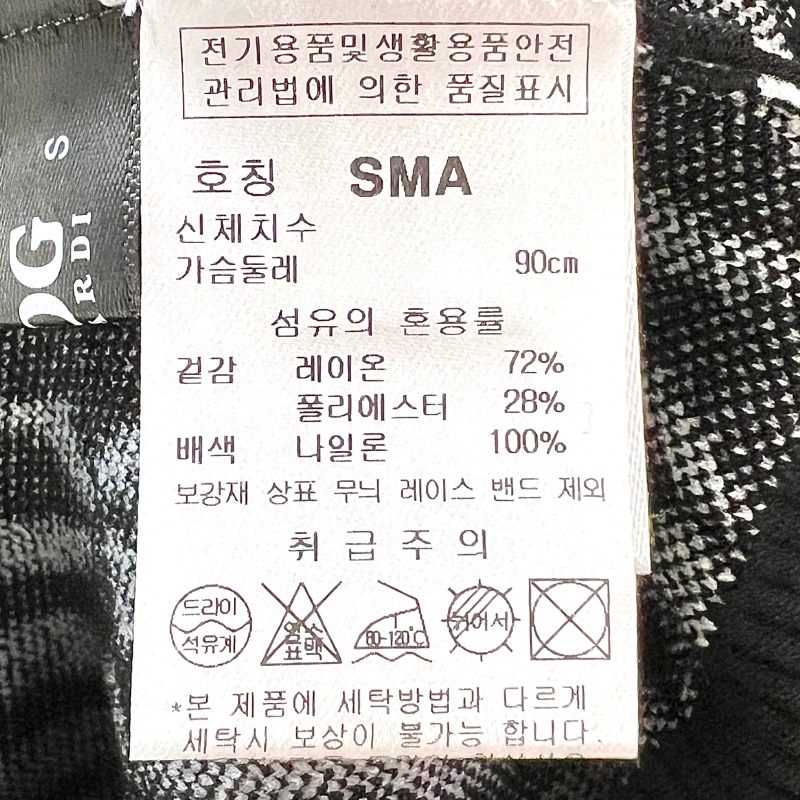 전기용품및생활용품안전
관리법에 의한 품질표시
호칭 SMA
신체치수
가슴둘레 90cm
섬유의 혼용률
겉감 레이온 72%
폴리에스터 28%
배색 나일론 100%
보강재 상표 무늬 레이스 밴드 제외
취급주의
드라이
석유계
염소
표백
80-120℃
뉘어서
*본 제품에 세탁방법과 다르게
세탁시 보상이 불가능 합니다.
S
OG
RDI